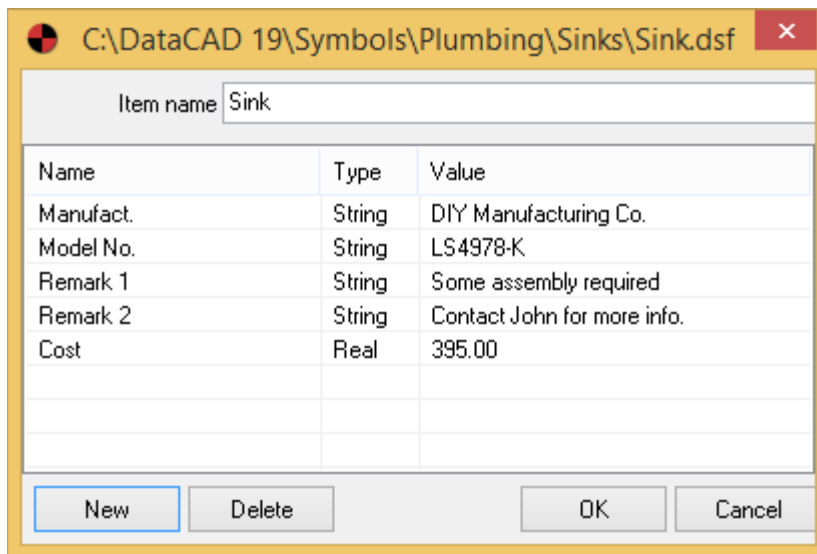 C:\DataCAD 19\Symbols\Plumbing\Sinks\Sink.dsf
Item name Sink
Name Type Value
Manufact. String DIY Manufacturing Co.
Model No. String LS4978-K
Remark 1 String Some assembly required
Remark 2 String Contact John for more info.
Cost Real 395.00
New Delete OK Cancel